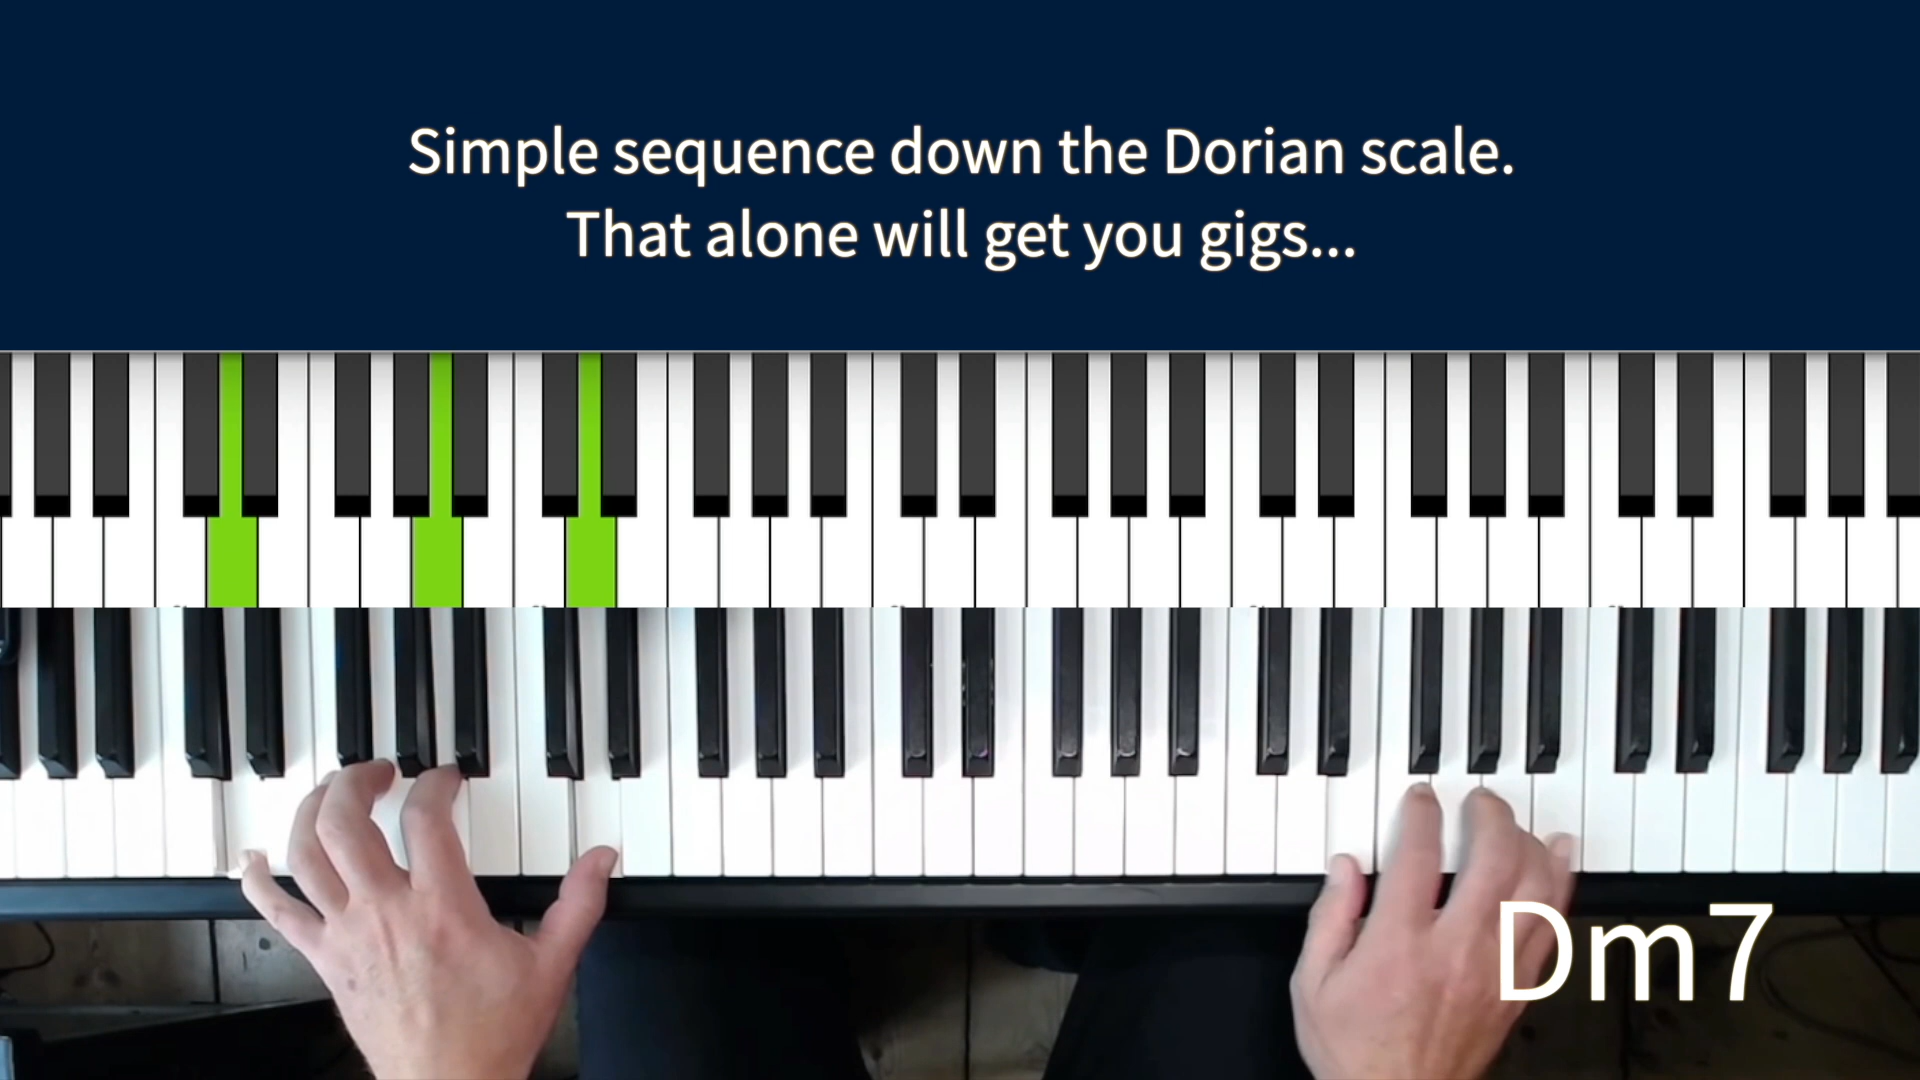 Simple sequence down the Dorian scale.
That alone will get you gigs...
Dm7